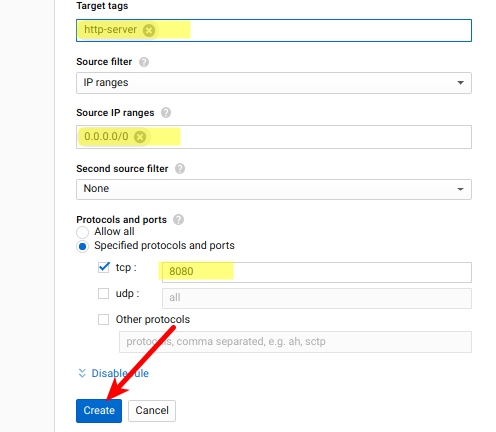 Target tags
http-server
Source filter
IP ranges
Source IP ranges
0.0.0.0/0
Second source filter
None
Protocols and ports
Allow all
Specified protocols and ports
tcp : 8080
udp : all
Other protocols
protocols, comma separated, e.g. ah, sctp
Disable rule
Create Cancel